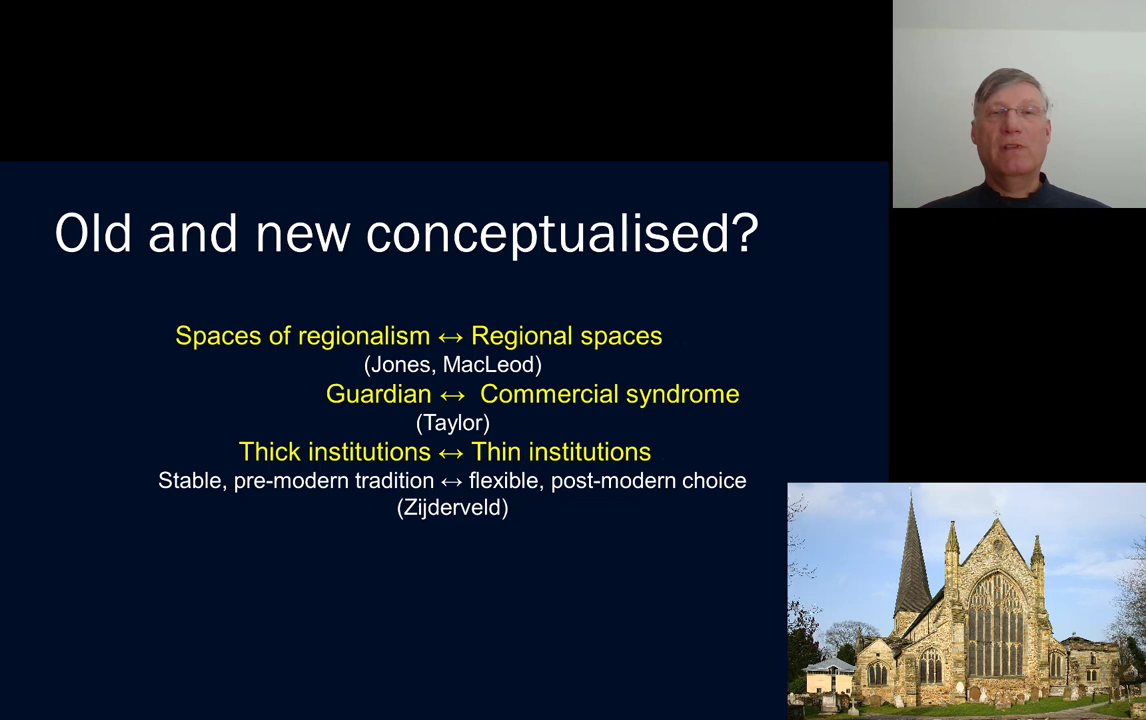 Old and new conceptualised?
Spaces of regionalism ↔ Regional spaces
(Jones, MacLeod)
Guardian ↔ Commercial syndrome
(Taylor)
Thick institutions ↔ Thin institutions
Stable, pre-modern tradition ↔ flexible, post-modern choice
(Zijderveld)